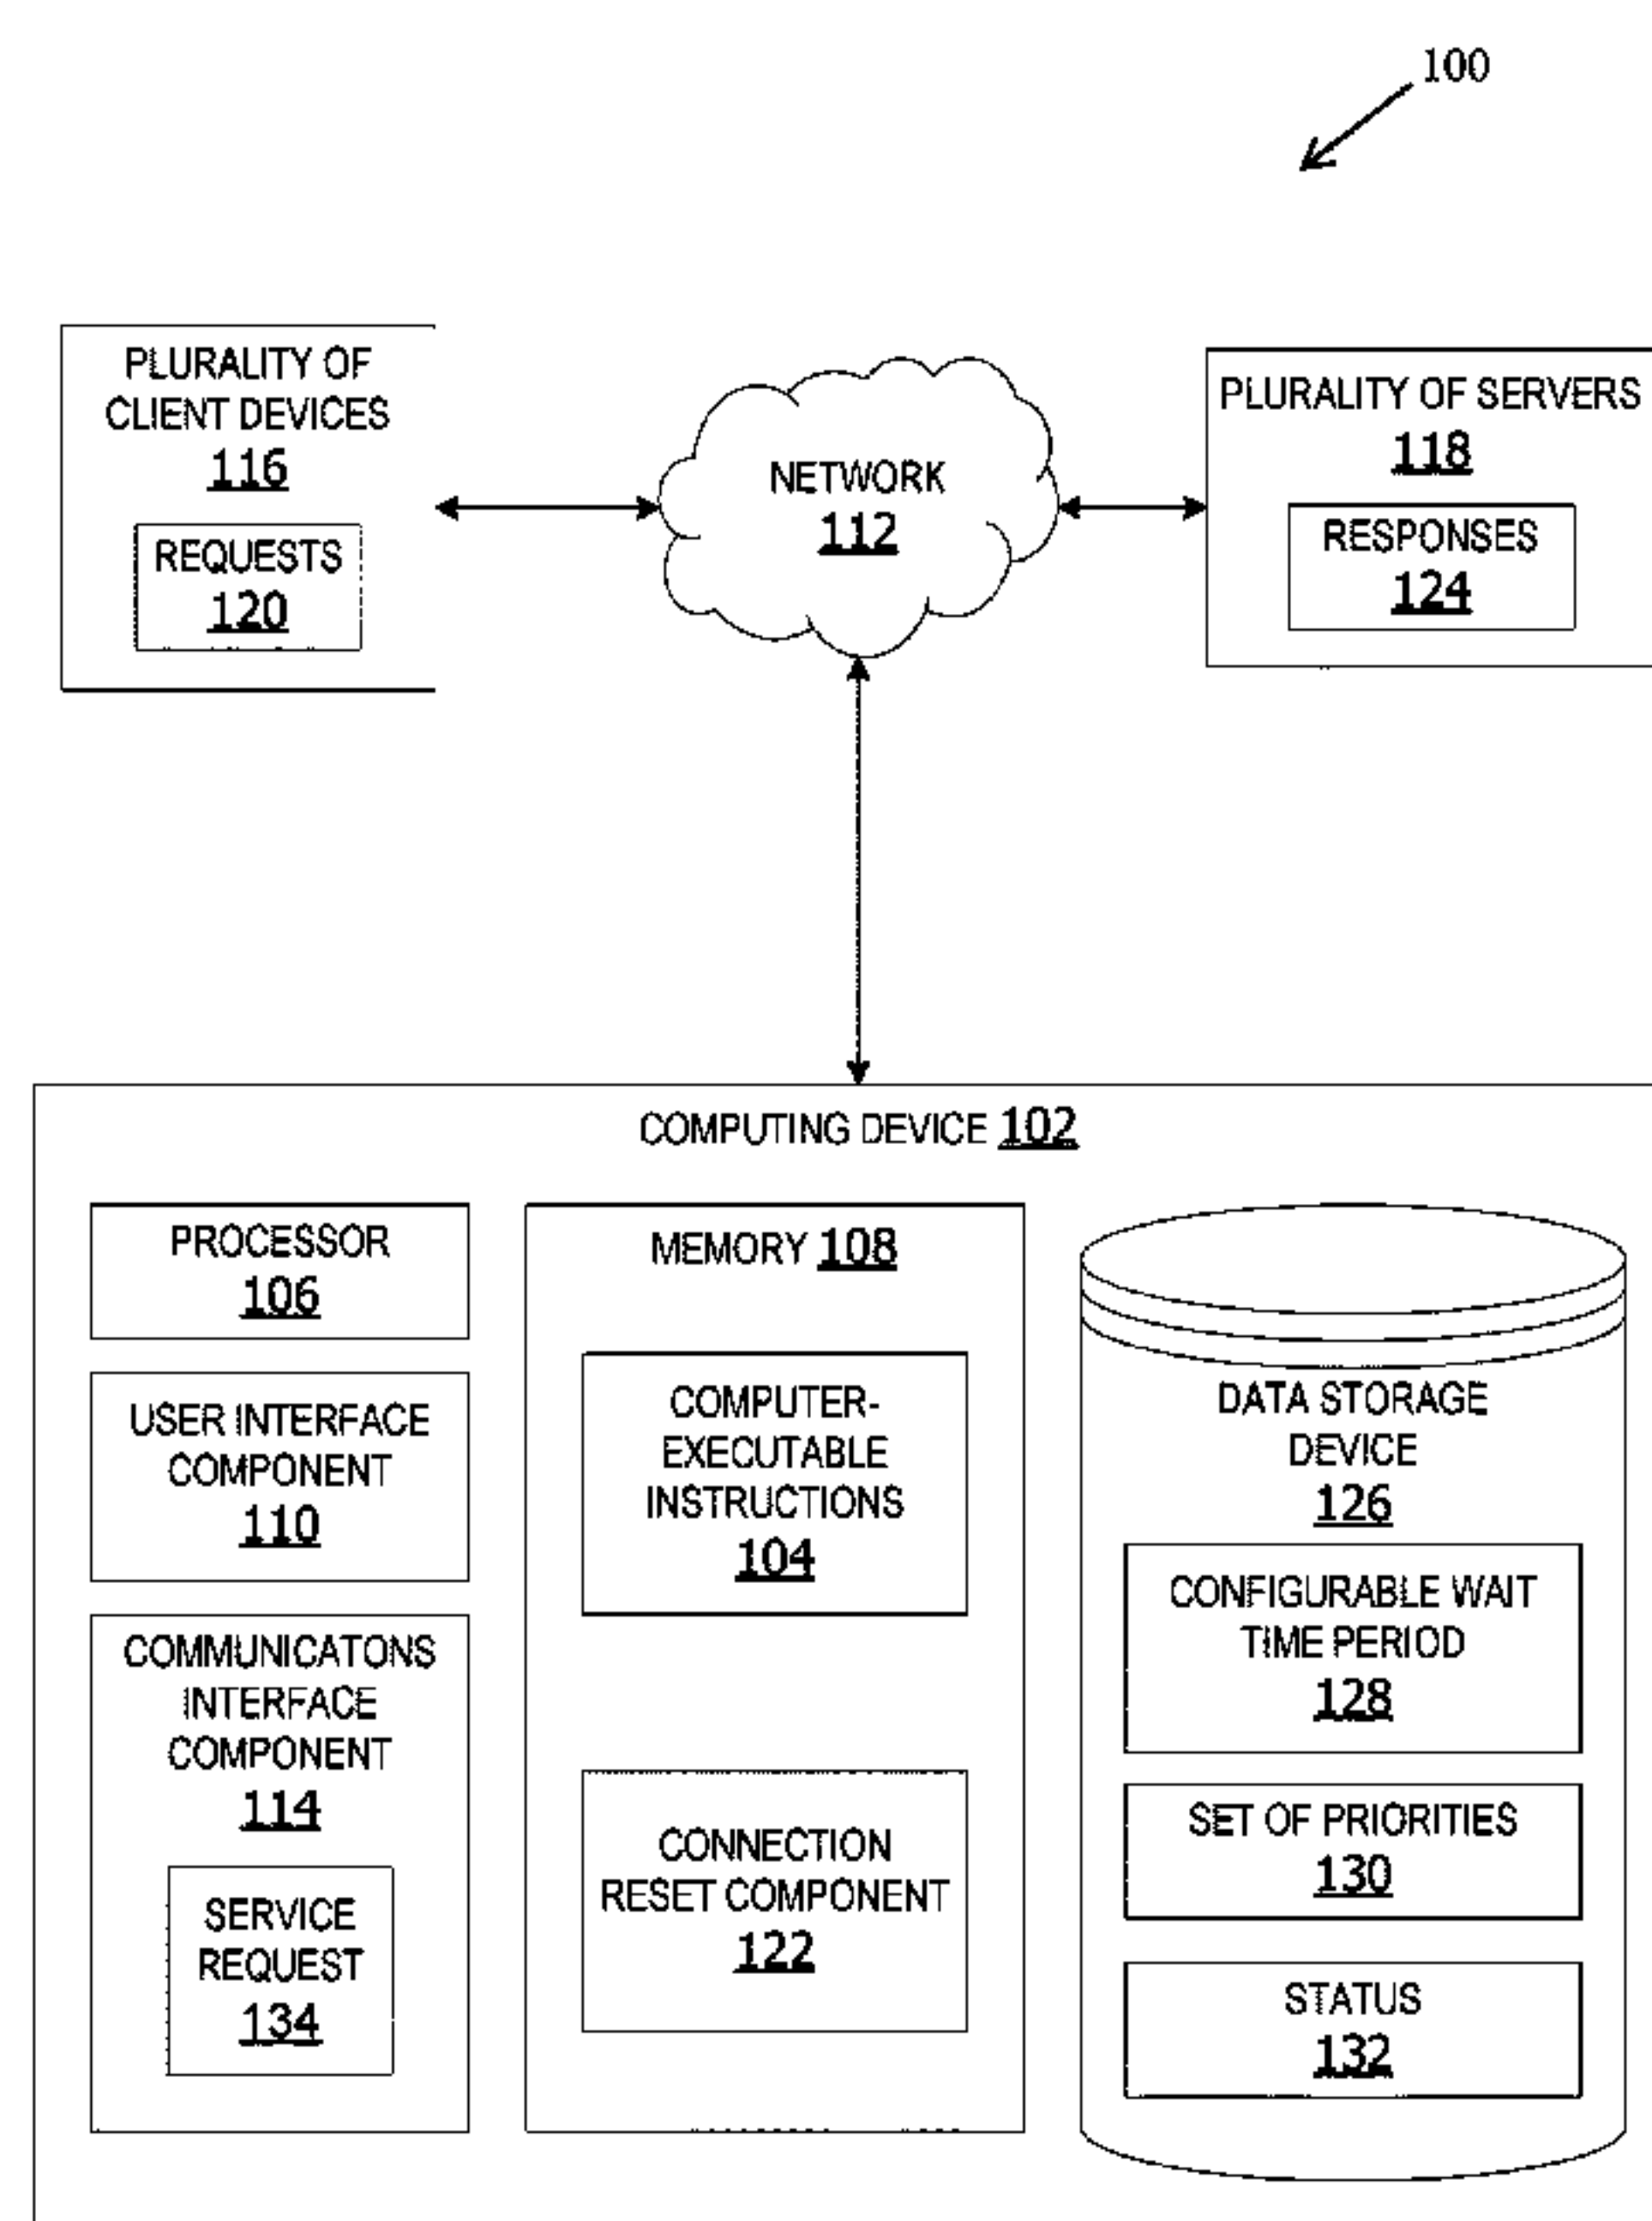 100
PLURALITY OF
CLIENT DEVICES
116
REQUESTS
120
NETWORK
112
PLURALITY OF SERVERS
118
RESPONSES
124
COMPUTING DEVICE 102
PROCESSOR
106
USER INTERFACE
COMPONENT
110
COMMUNICATONS
INTERFACE
COMPONENT
114
SERVICE
REQUEST
134
MEMORY 108
COMPUTER-
EXECUTABLE
INSTRUCTIONS
104
CONNECTION
RESET COMPONENT
122
DATA STORAGE
DEVICE
126
CONFIGURABLE WAIT
TIME PERIOD
128
SET OF PRIORITIES
130
STATUS
132